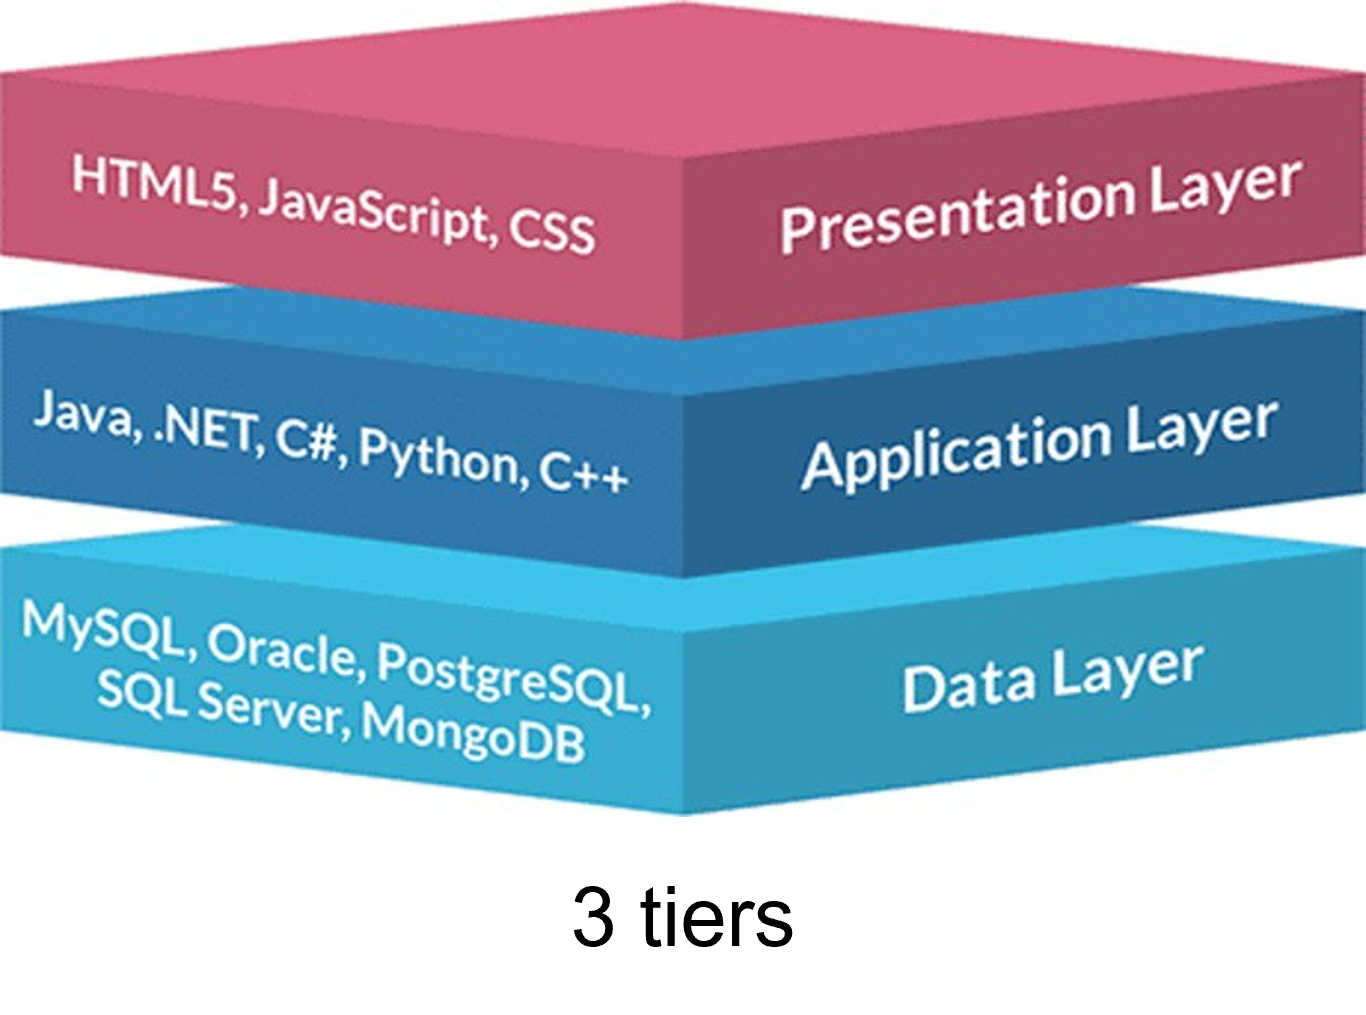 HTML5, JavaScript, CSS
Presentation Layer
Java, .NET, C#, Python, C++
Application Layer
MySQL, Oracle, PostgreSQL,
SQL Server, MongoDB
Data Layer
3 tiers